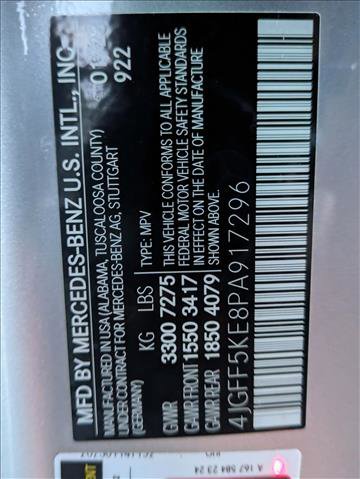 MFD BY MERCEDES-BENZ U.S. INTL., INC.
MANUFACTURED IN USA (ALABAMA, TUSCALOOSA COUNTY)
UNDER CONTRACT FOR MERCEDES-BENZ AG, STUTTGART
(GERMANY)
922
KG LBS TYPE: MPV
GVWR 3300 7275
GAWR FRONT 1550 3417
GAWR REAR 1850 4079
THIS VEHICLE CONFORMS TO ALL APPLICABLE
FEDERAL MOTOR VEHICLE SAFETY STANDARDS
IN EFFECT ON THE DATE OF MANUFACTURE
SHOWN ABOVE.
4JGFF5KE8PA917296
A 167 584 23 24